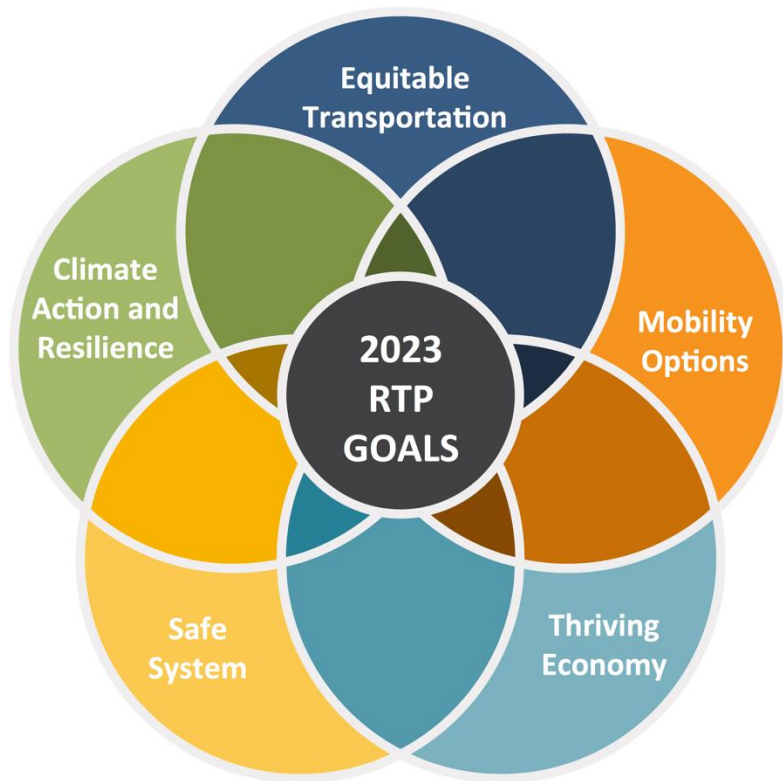 Equitable
Transportation
Climate
Action and
Resilience
Mobility
Options
2023
RTP
GOALS
Safe
System
Thriving
Economy